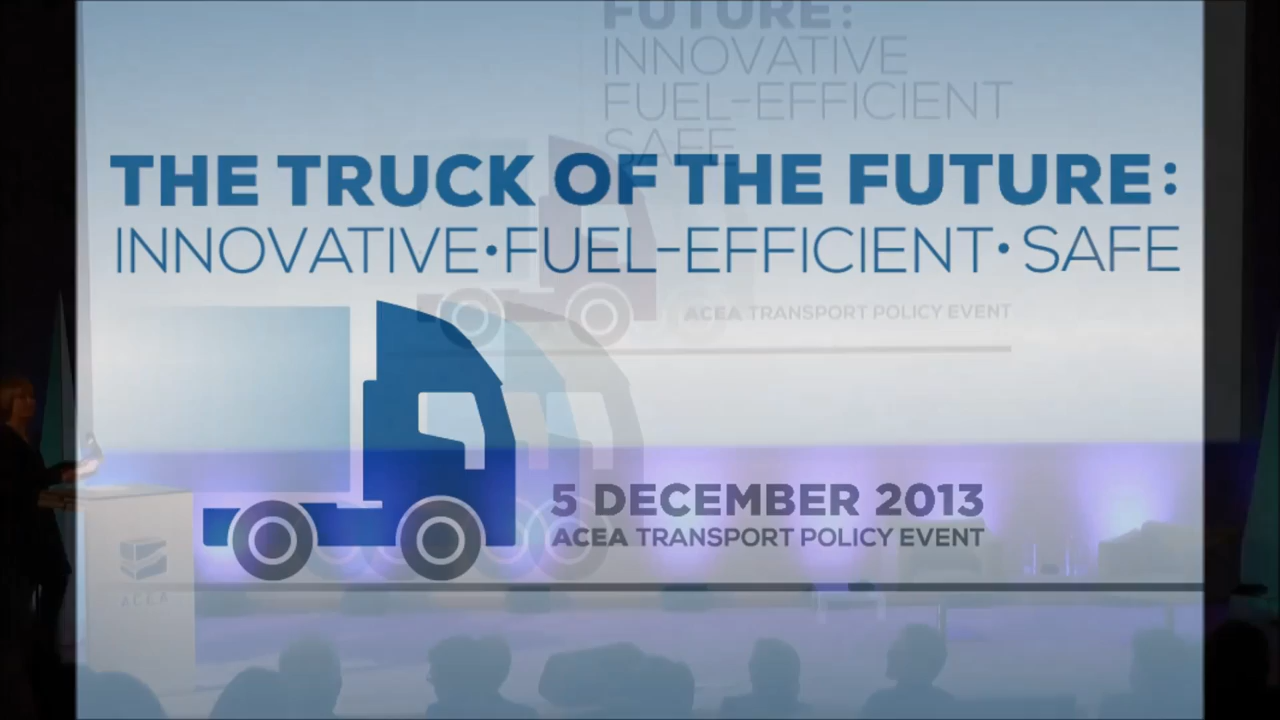 FUTURE:
INNOVATIVE
FUEL-EFFICIENT
SAFE
THE TRUCK OF THE FUTURE:
INNOVATIVE•FUEL-EFFICIENT•SAFE
ACEA TRANSPORT POLICY EVENT
5 DECEMBER 2013
ACEA TRANSPORT POLICY EVENT
ACEA